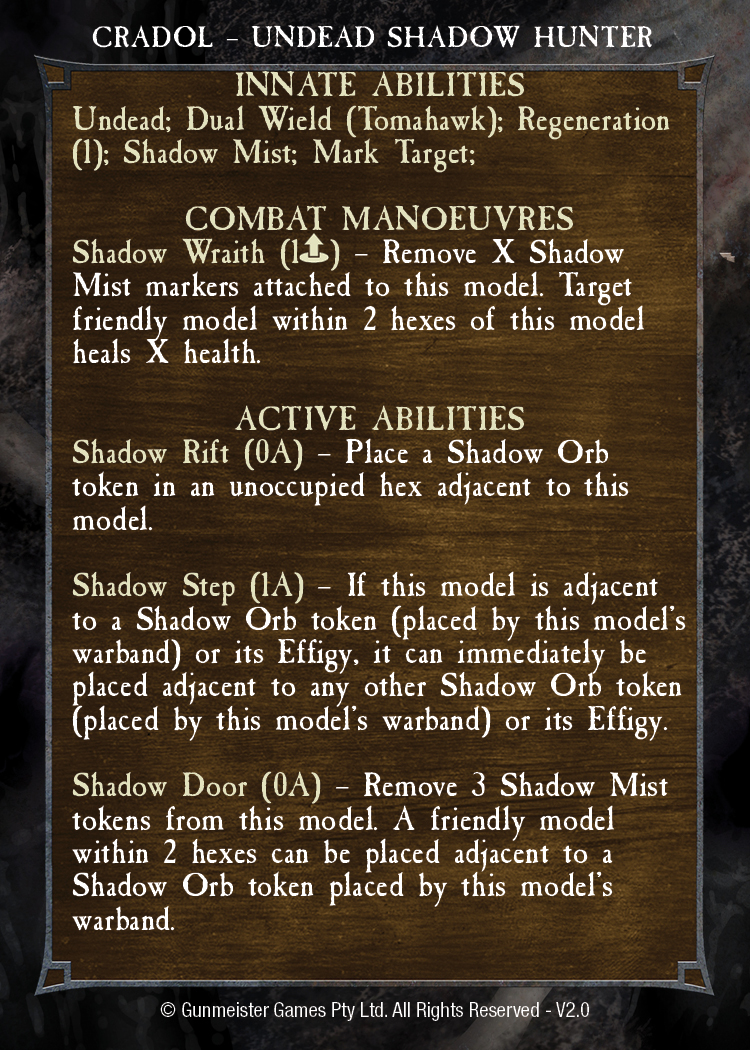 CRADOL – UNDEAD SHADOW HUNTER
INNATE ABILITIES
Undead; Dual Wield (Tomahawk); Regeneration
(1); Shadow Mist; Mark Target;
COMBAT MANOEUVRES
Shadow Wraith (1) – Remove X Shadow
Mist markers attached to this model. Target
friendly model within 2 hexes of this model
heals X health.
ACTIVE ABILITIES
Shadow Rift (0A) – Place a Shadow Orb
token in an unoccupied hex adjacent to this
model.
Shadow Step (1A) – If this model is adjacent
to a Shadow Orb token (placed by this model's
warband) or its Effigy, it can immediately be
placed adjacent to any other Shadow Orb token
(placed by this model's warband) or its Effigy.
Shadow Door (0A) – Remove 3 Shadow Mist
tokens from this model. A friendly model
within 2 hexes can be placed adjacent to a
Shadow Orb token placed by this model's
warband.
© Gunmeister Games Pty Ltd. All Rights Reserved - V2.0